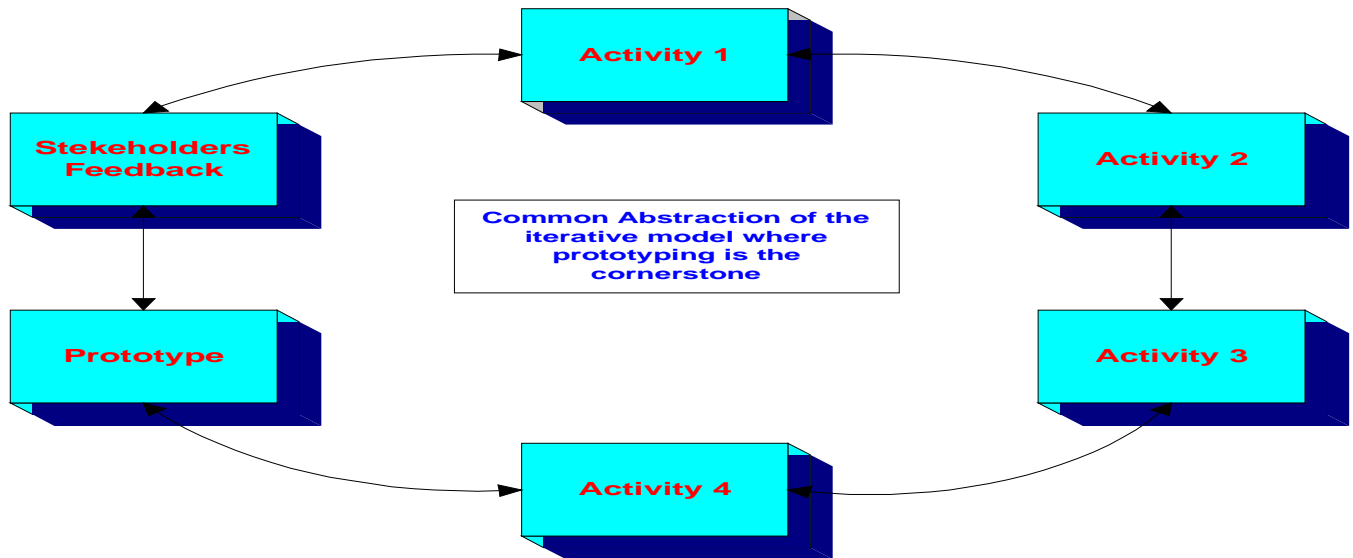 Activity 1
Stekeholders
Feedback
Activity 2
Common Abstraction of the
iterative model where
prototyping is the
cornerstone
Prototype
Activity 3
Activity 4